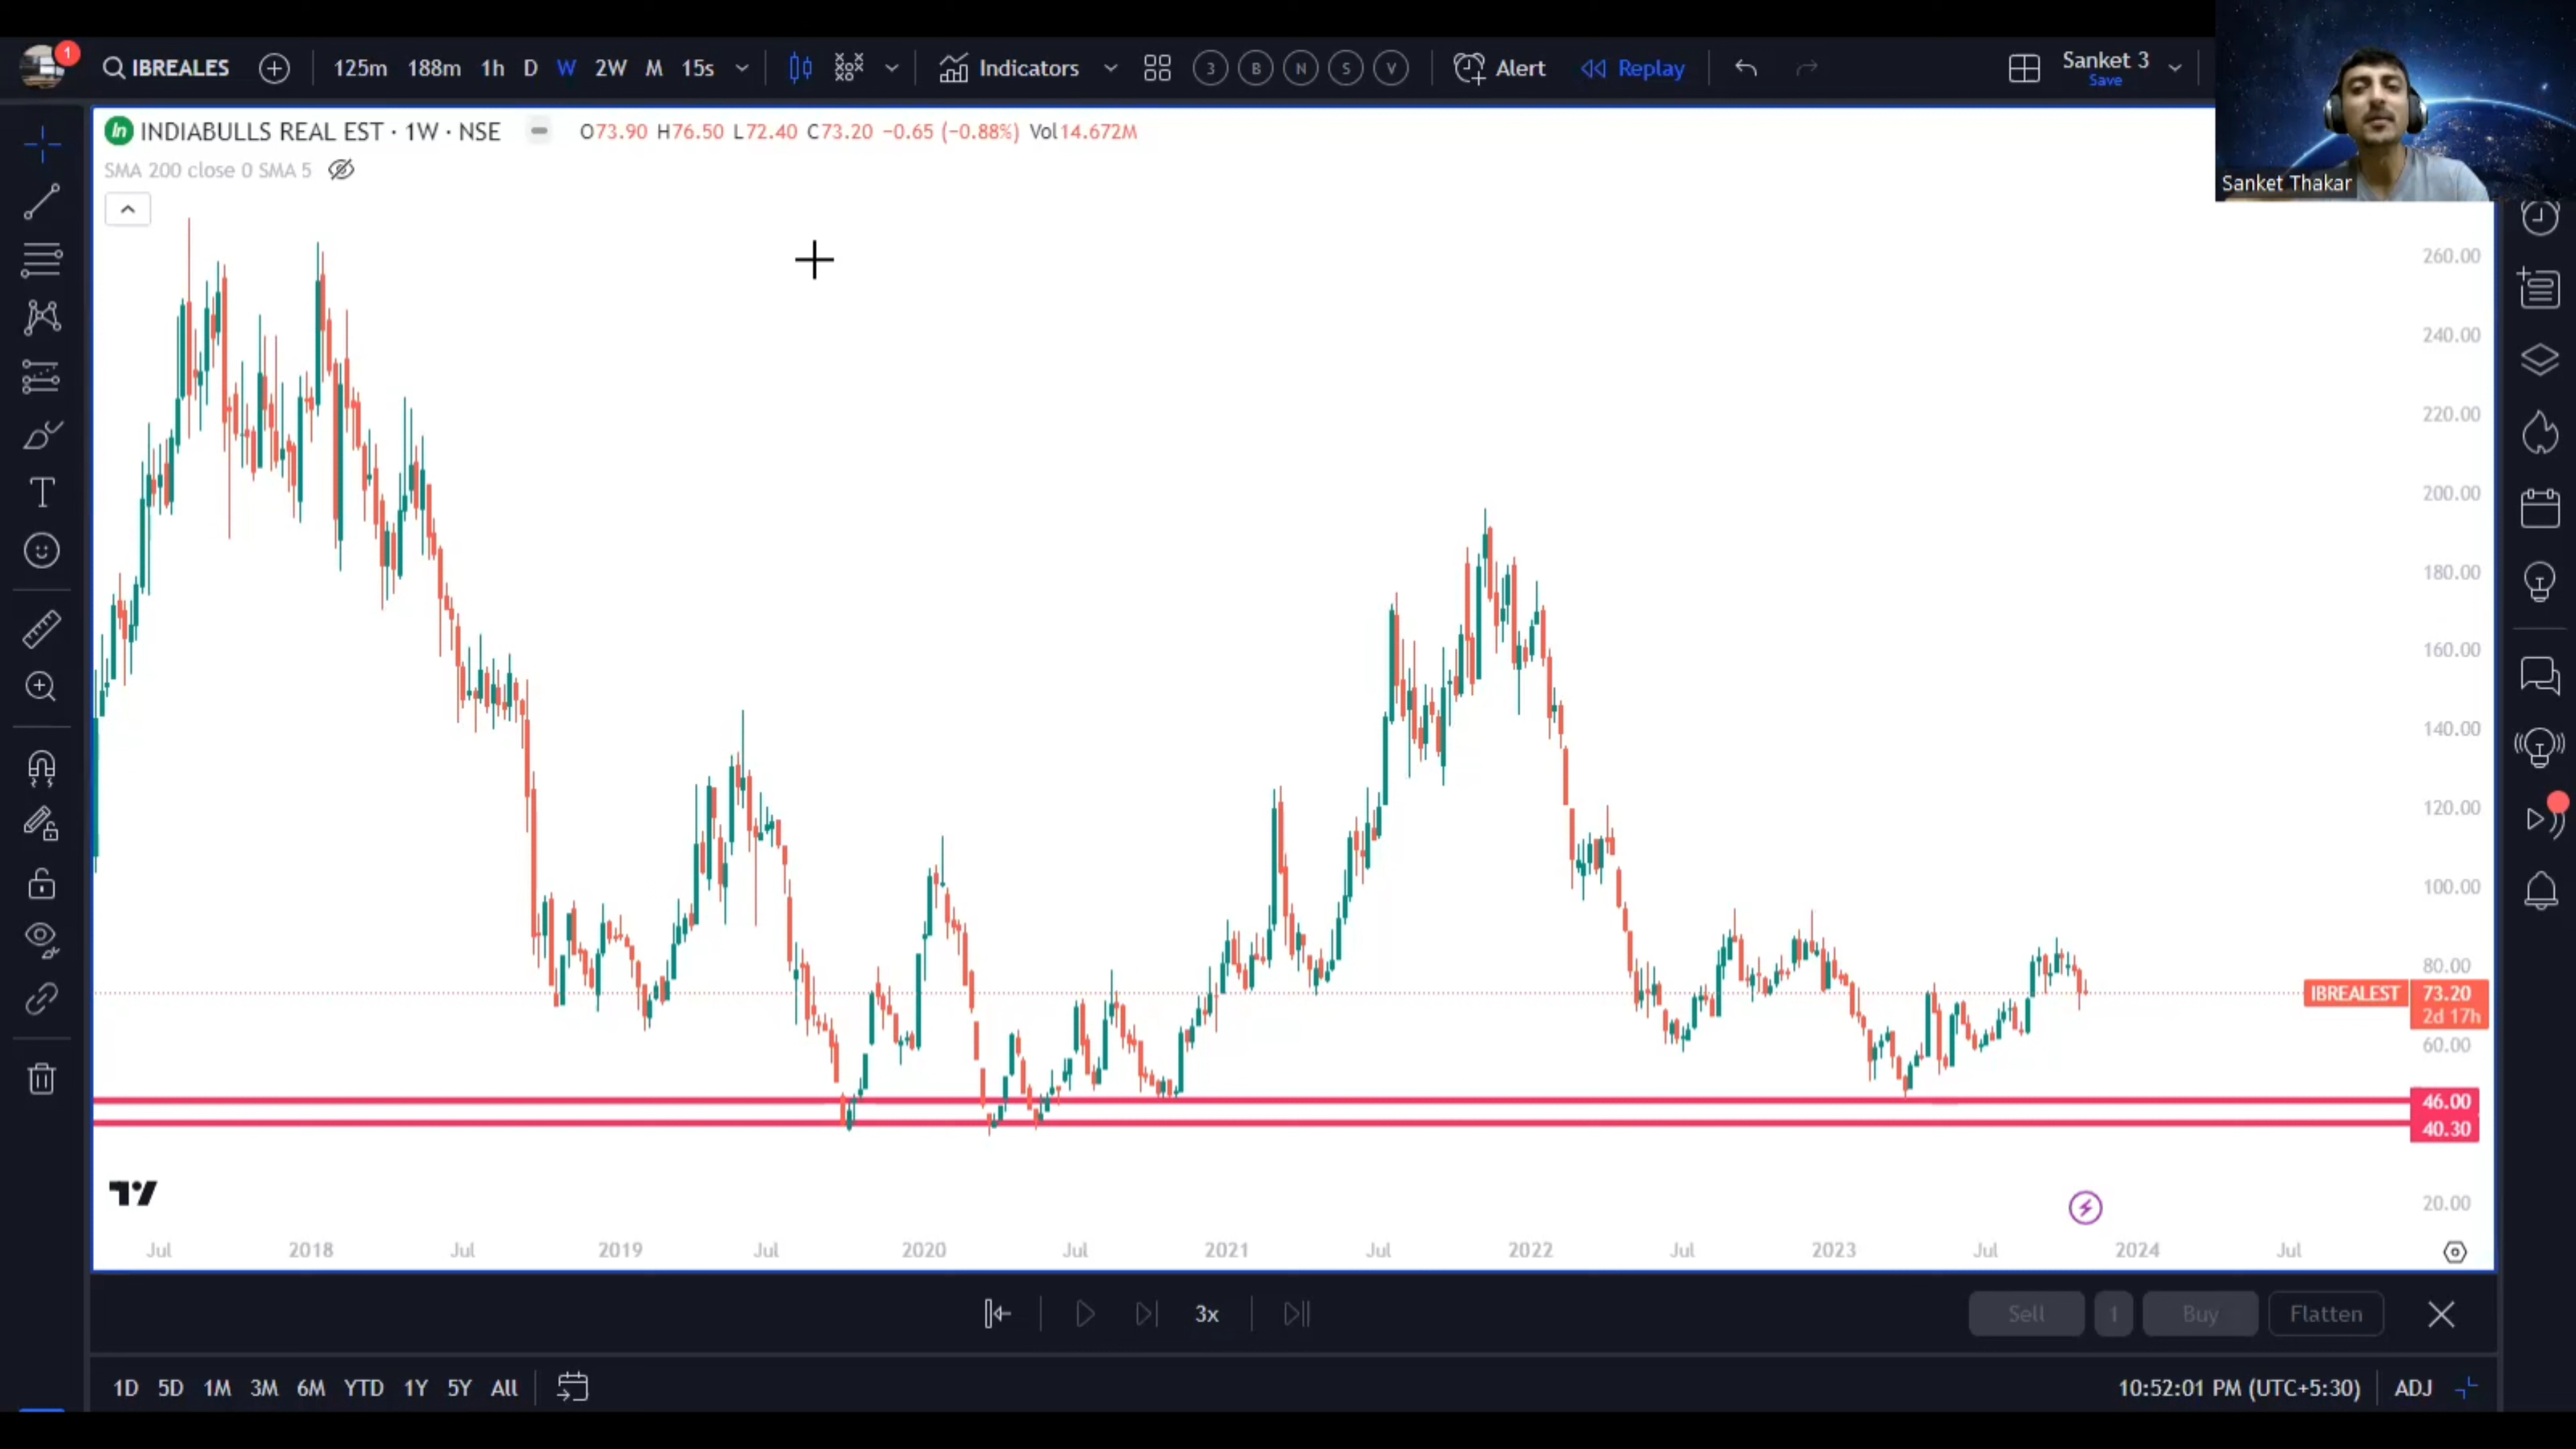 1
IBREALES
125m 188m 1h D W 2W M 15s
Indicators
3 B N S V
Alert
Replay
Sanket 3
Save
INDIABULLS REAL EST · 1W · NSE
O73.90 H76.50 L72.40 C73.20 −0.65 (−0.88%) Vol14.672M
SMA 200 close 0 SMA 5
Sanket Thakar
260.00
240.00
220.00
200.00
180.00
160.00
140.00
120.00
100.00
80.00
IBREALEST 73.20
2d 17h
60.00
46.00
40.30
20.00
Jul 2018 Jul 2019 Jul 2020 Jul 2021 Jul 2022 Jul 2023 Jul 2024 Jul
3x
Sell 1 Buy Flatten
1D 5D 1M 3M 6M YTD 1Y 5Y All
10:52:01 PM (UTC+5:30) ADJ